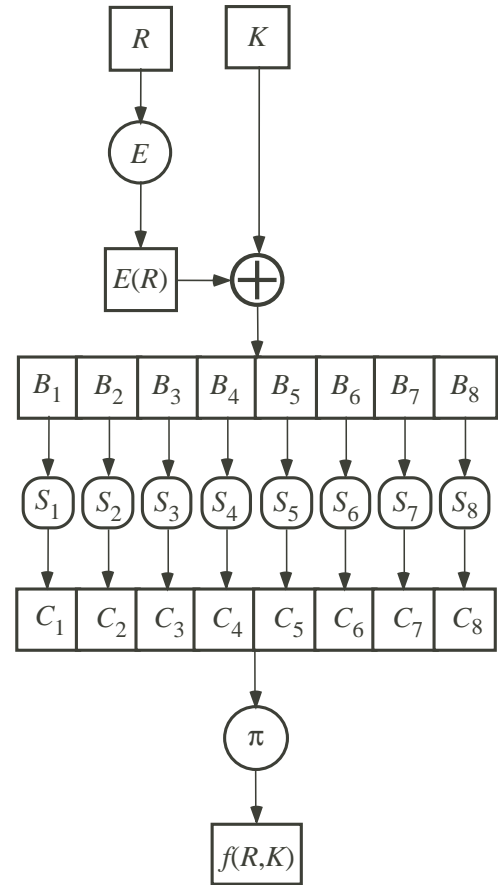 R K
E
E(R)
B₁ B₂ B₃ B₄ B₅ B₆ B₇ B₈
S₁ S₂ S₃ S₄ S₅ S₆ S₇ S₈
C₁ C₂ C₃ C₄ C₅ C₆ C₇ C₈
π
f(R,K)